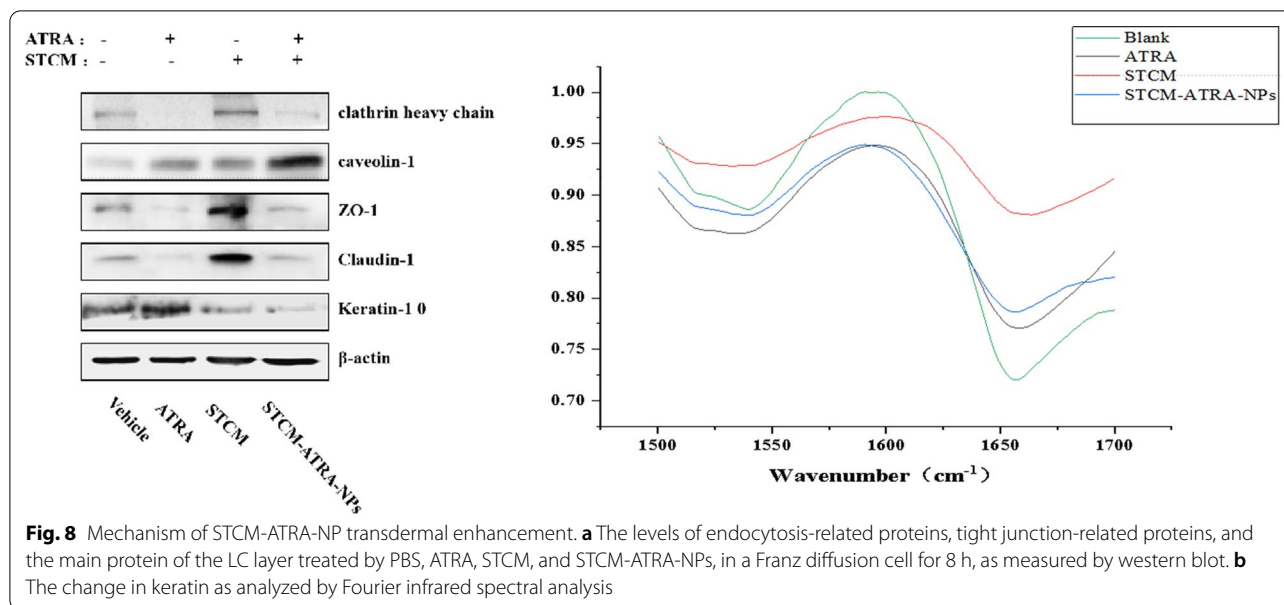 ATRA : - + - +
STCM : - - + +
clathrin heavy chain
caveolin-1
ZO-1
Claudin-1
Keratin-1 0
β-actin
Vehicle
ATRA
STCM
STCM-ATRA-NPs
Blank
ATRA
STCM
STCM-ATRA-NPs
1.00
0.95
0.90
0.85
0.80
0.75
0.70
1500 1550 1600 1650 1700
Wavenumber (cm⁻¹)
Fig. 8 Mechanism of STCM-ATRA-NP transdermal enhancement. a The levels of endocytosis-related proteins, tight junction-related proteins, and
the main protein of the LC layer treated by PBS, ATRA, STCM, and STCM-ATRA-NPs, in a Franz diffusion cell for 8 h, as measured by western blot. b
The change in keratin as analyzed by Fourier infrared spectral analysis